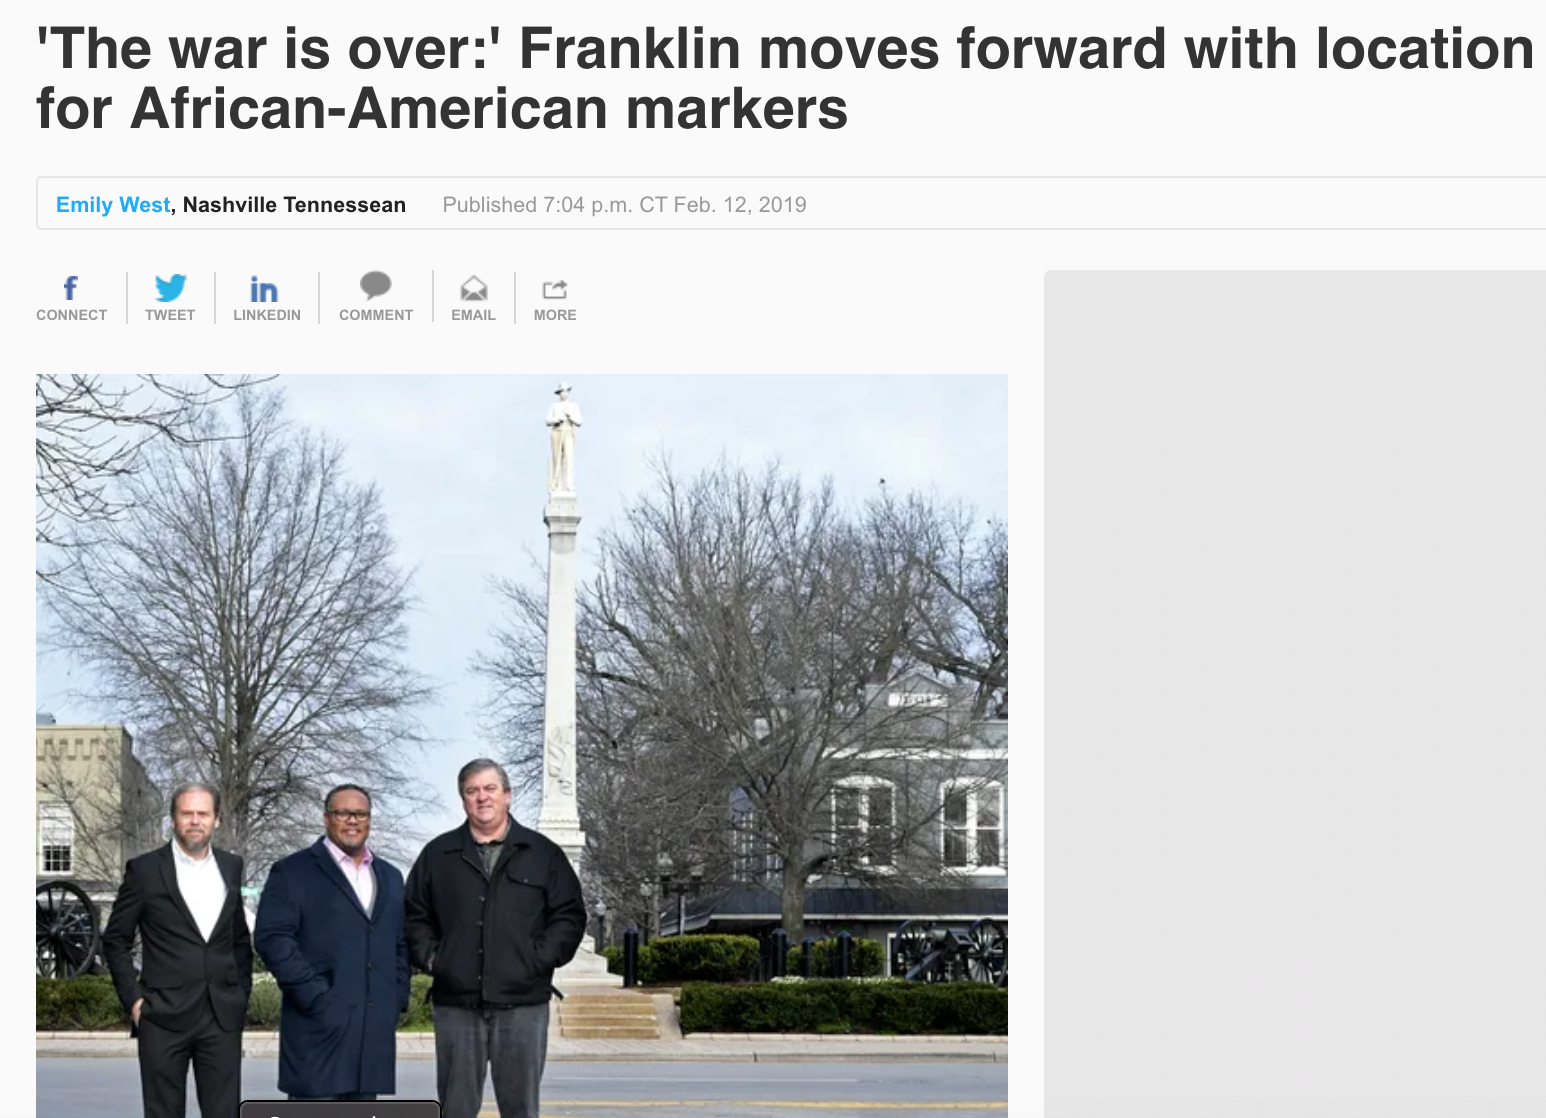 'The war is over:' Franklin moves forward with location
for African-American markers
Emily West, Nashville Tennessean Published 7:04 p.m. CT Feb. 12, 2019
f
in
CONNECT TWEET LINKEDIN COMMENT EMAIL MORE